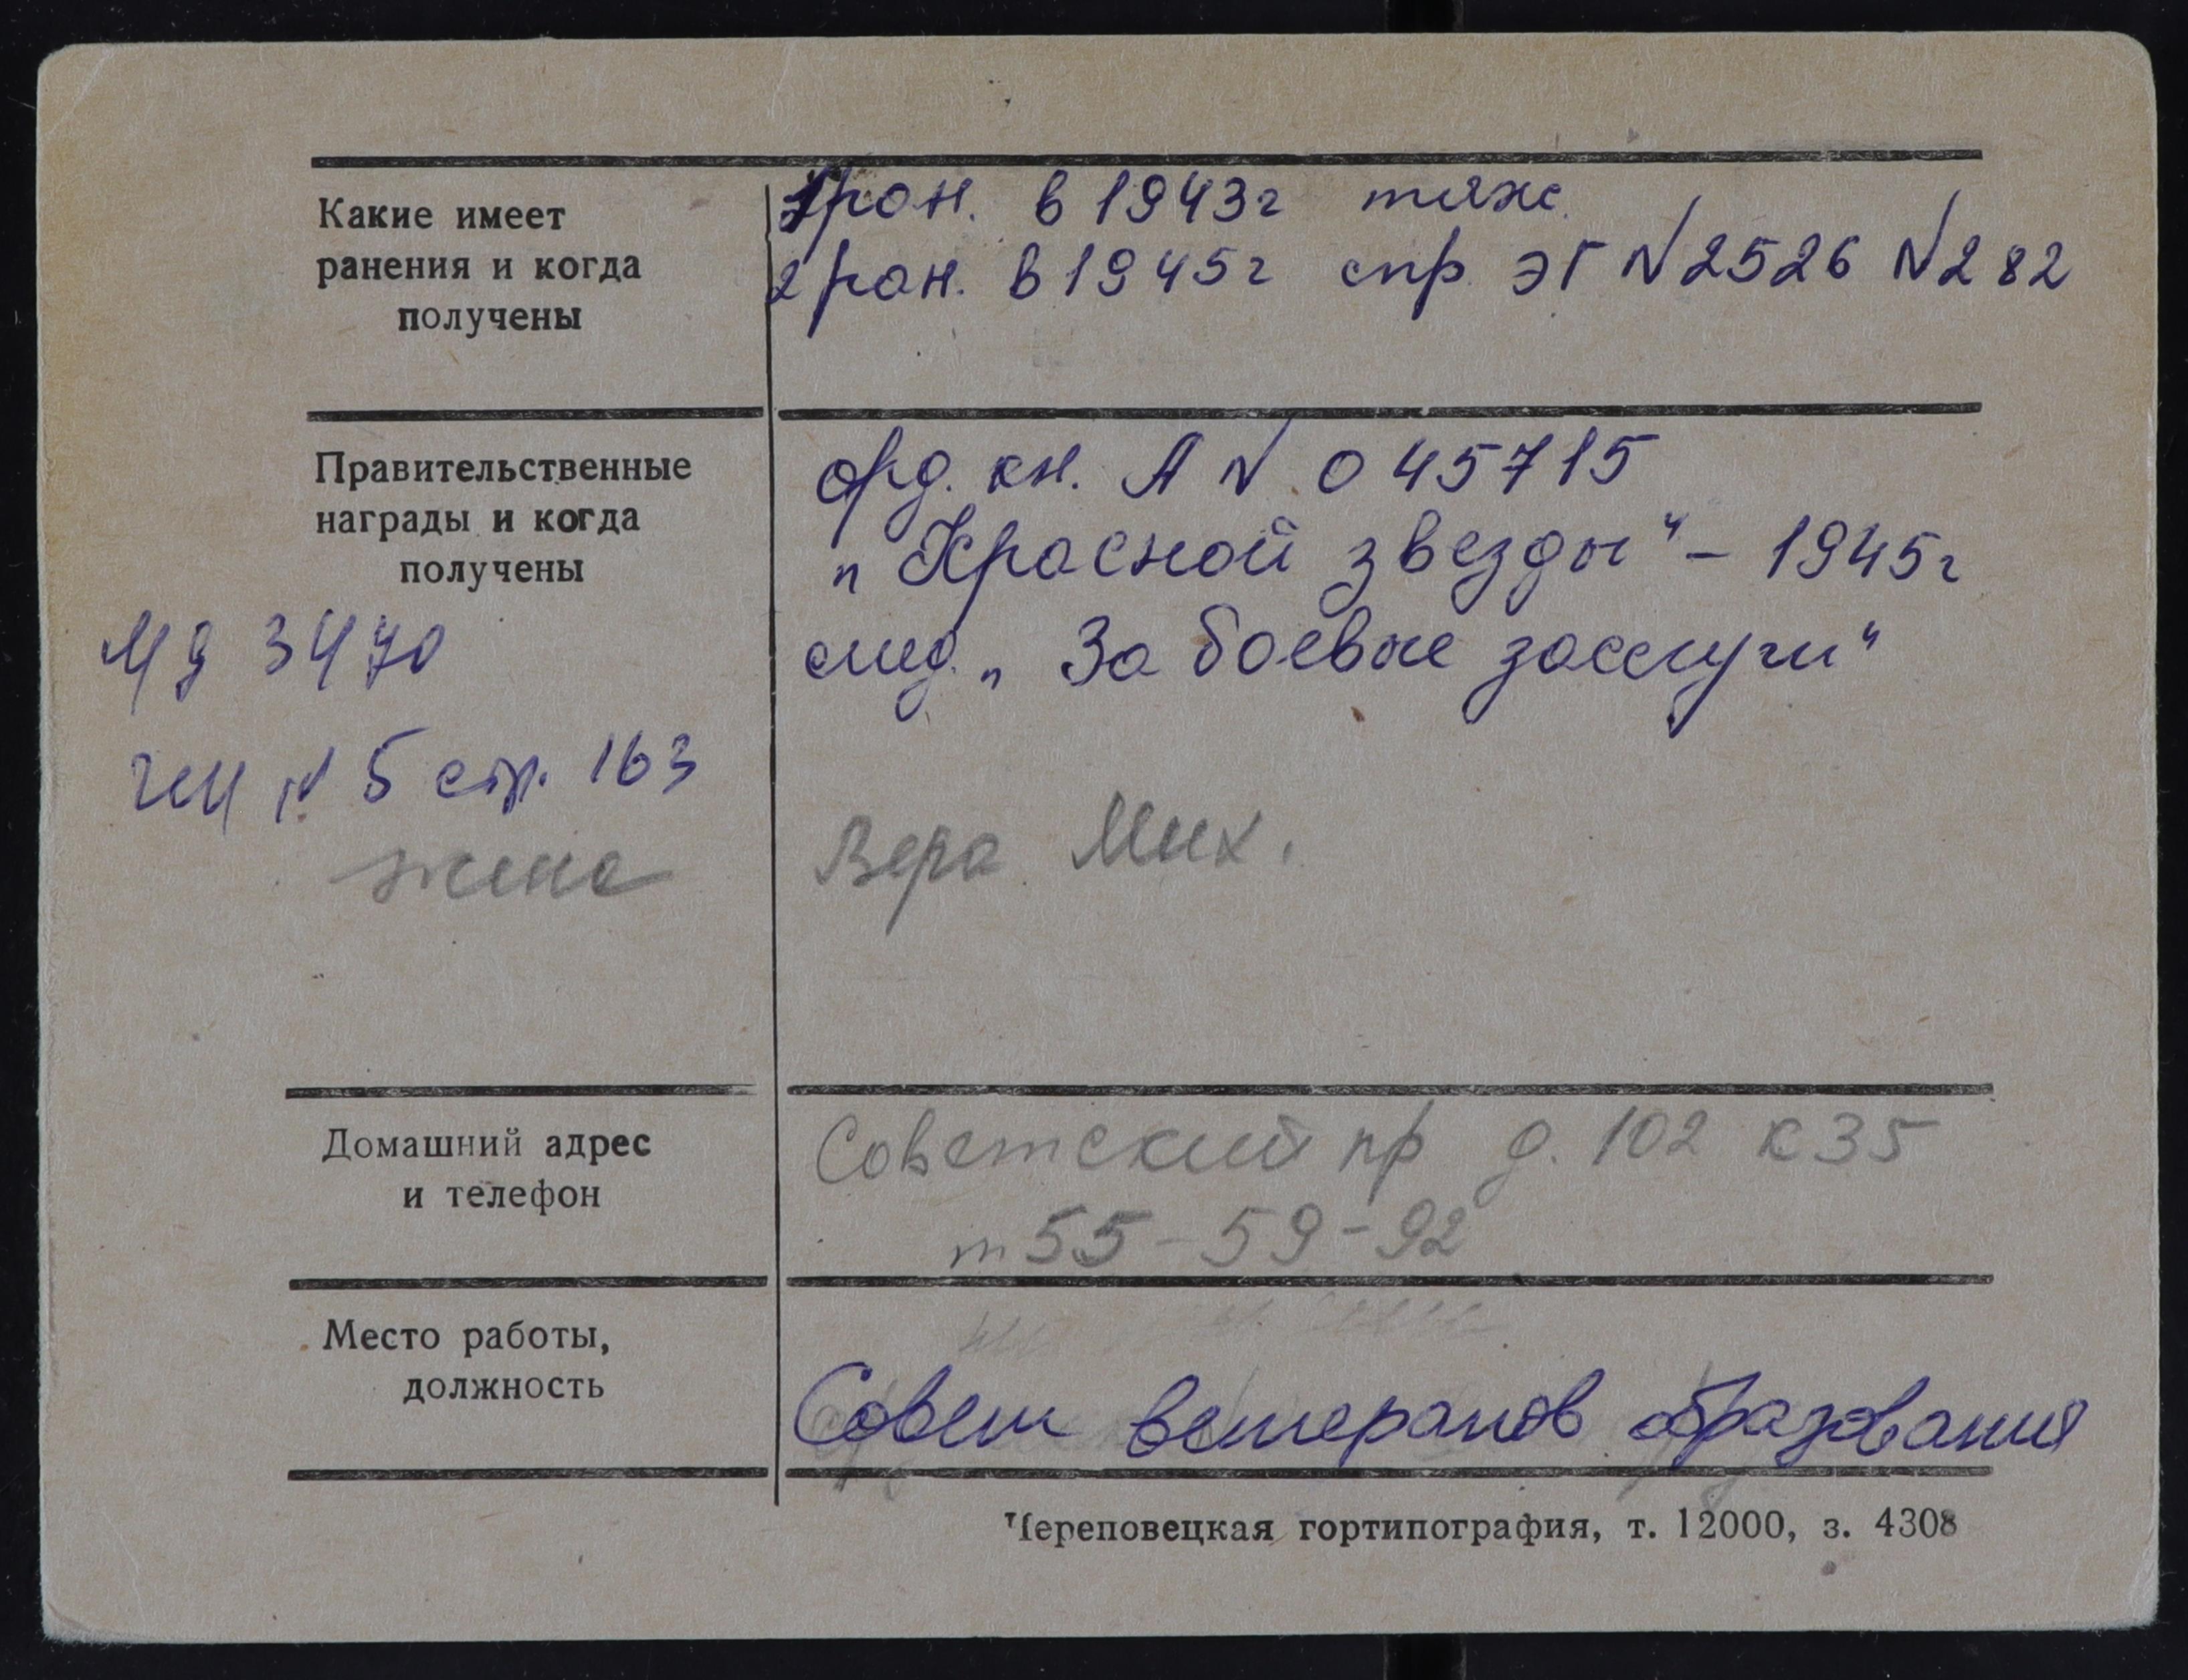 Какие имеет
ранения и когда
получены
1 ран. в 1943г тяж.
2 ран. в 1945г спр. ЭГ N 2526 N 282
Правительственные
награды и когда
получены
орд. кн. А N 045715
„Красной звезды“ – 1945г
мед. „За боевые заслуги“
МД 3470
N 5 стр. 163
жена
Вера Мих.
Домашний адрес
и телефон
Советский пр д. 102 к 35
т 55-59-92
Место работы,
должность
Совет ветеранов образования
Череповецкая гортипография, т. 12000, з. 4308